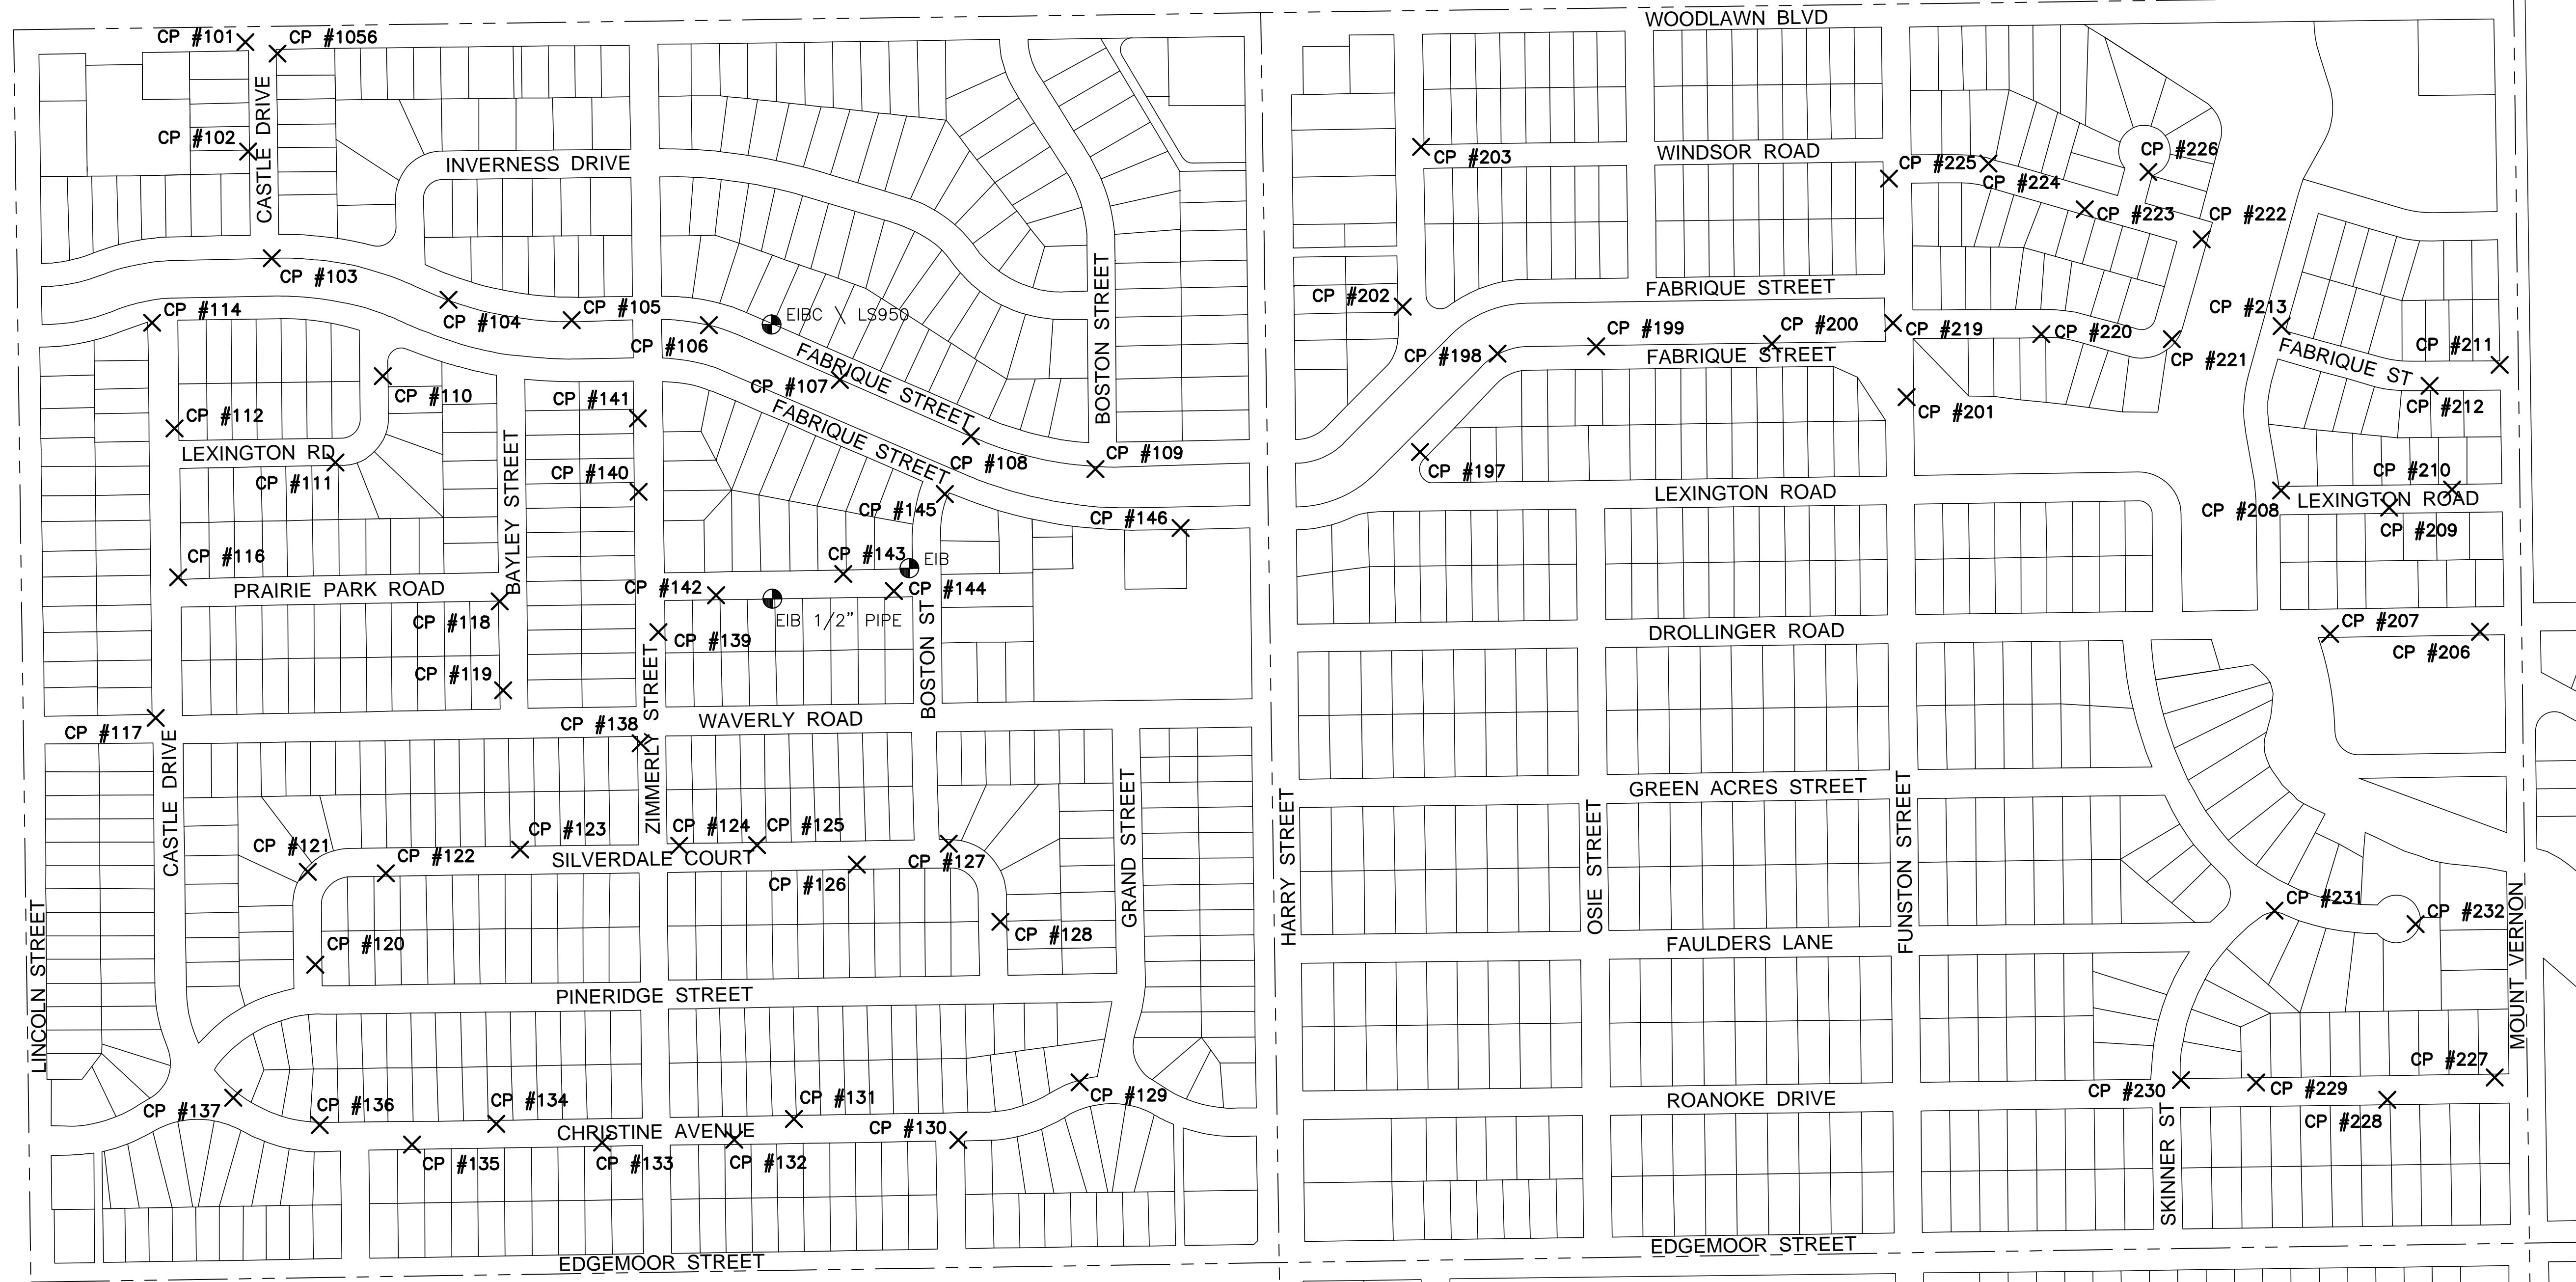 WOODLAWN BLVD
CP #101
CP #1056
CASTLE DRIVE
CP #102
INVERNESS DRIVE
CP #203
WINDSOR ROAD
CP #225
CP #224
CP #226
CP #223
CP #222
CP #103
BOSTON STREET
CP #114
CP #104
CP #105
EIBC \ LS950
CP #106
CP #202
FABRIQUE STREET
CP #199
CP #200
CP #219
CP #220
CP #213
CP #211
CP #198
FABRIQUE STREET
CP #221
FABRIQUE ST
CP #107
FABRIQUE STREET
FABRIQUE STREET
CP #110
CP #141
CP #112
CP #201
CP #212
LEXINGTON RD
CP #111
BAYLEY STREET
CP #140
CP #108
CP #109
CP #197
CP #210
LEXINGTON ROAD
LEXINGTON ROAD
CP #145
CP #146
CP #208
CP #209
CP #116
CP #143
EIB
PRAIRIE PARK ROAD
CP #142
CP #144
CP #118
EIB 1/2" PIPE
CP #139
DROLLINGER ROAD
CP #207
CP #206
CP #119
ZIMMERLY STREET
BOSTON ST
CP #117
CP #138
WAVERLY ROAD
CASTLE DRIVE
GREEN ACRES STREET
CP #121
CP #122
CP #123
CP #124
CP #125
SILVERDALE COURT
CP #126
CP #127
GRAND STREET
HARRY STREET
OSIE STREET
FUNSTON STREET
LINCOLN STREET
CP #120
CP #128
CP #231
CP #232
FAULDERS LANE
MOUNT VERNON
PINERIDGE STREET
CP #227
CP #137
CP #136
CP #134
CP #131
CP #129
CP #230
CP #229
ROANOKE DRIVE
CP #228
CHRISTINE AVENUE
CP #130
CP #135
CP #133
CP #132
SKINNER ST
EDGEMOOR STREET
EDGEMOOR STREET